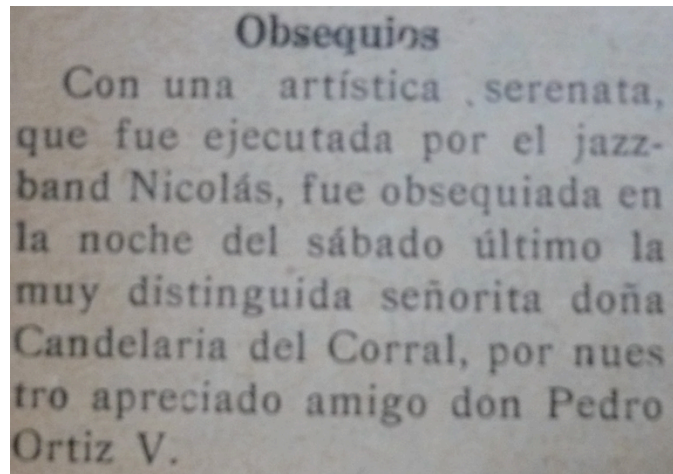 Obsequios
Con una artística serenata,
que fue ejecutada por el jazz-
band Nicolás, fue obsequiada en
la noche del sábado último la
muy distinguida señorita doña
Candelaria del Corral, por nues
tro apreciado amigo don Pedro
Ortiz V.